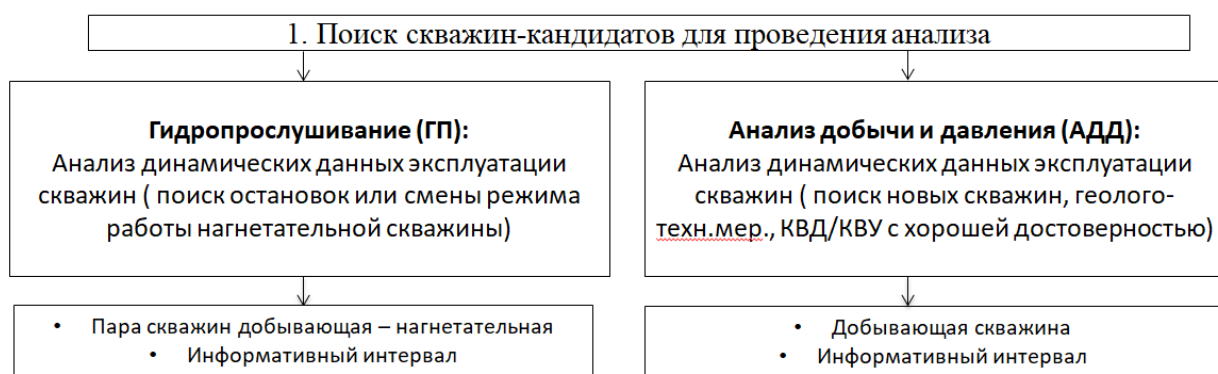 1. Поиск скважин-кандидатов для проведения анализа
Гидропрослушивание (ГП):
Анализ динамических данных эксплуатации
скважин ( поиск остановок или смены режима
работы нагнетательной скважины)
Анализ добычи и давления (АДД):
Анализ динамических данных эксплуатации
скважин ( поиск новых скважин, геолого-
техн.мер., КВД/КВУ с хорошей достоверностью)
• Пара скважин добывающая – нагнетательная
• Информативный интервал
• Добывающая скважина
• Информативный интервал